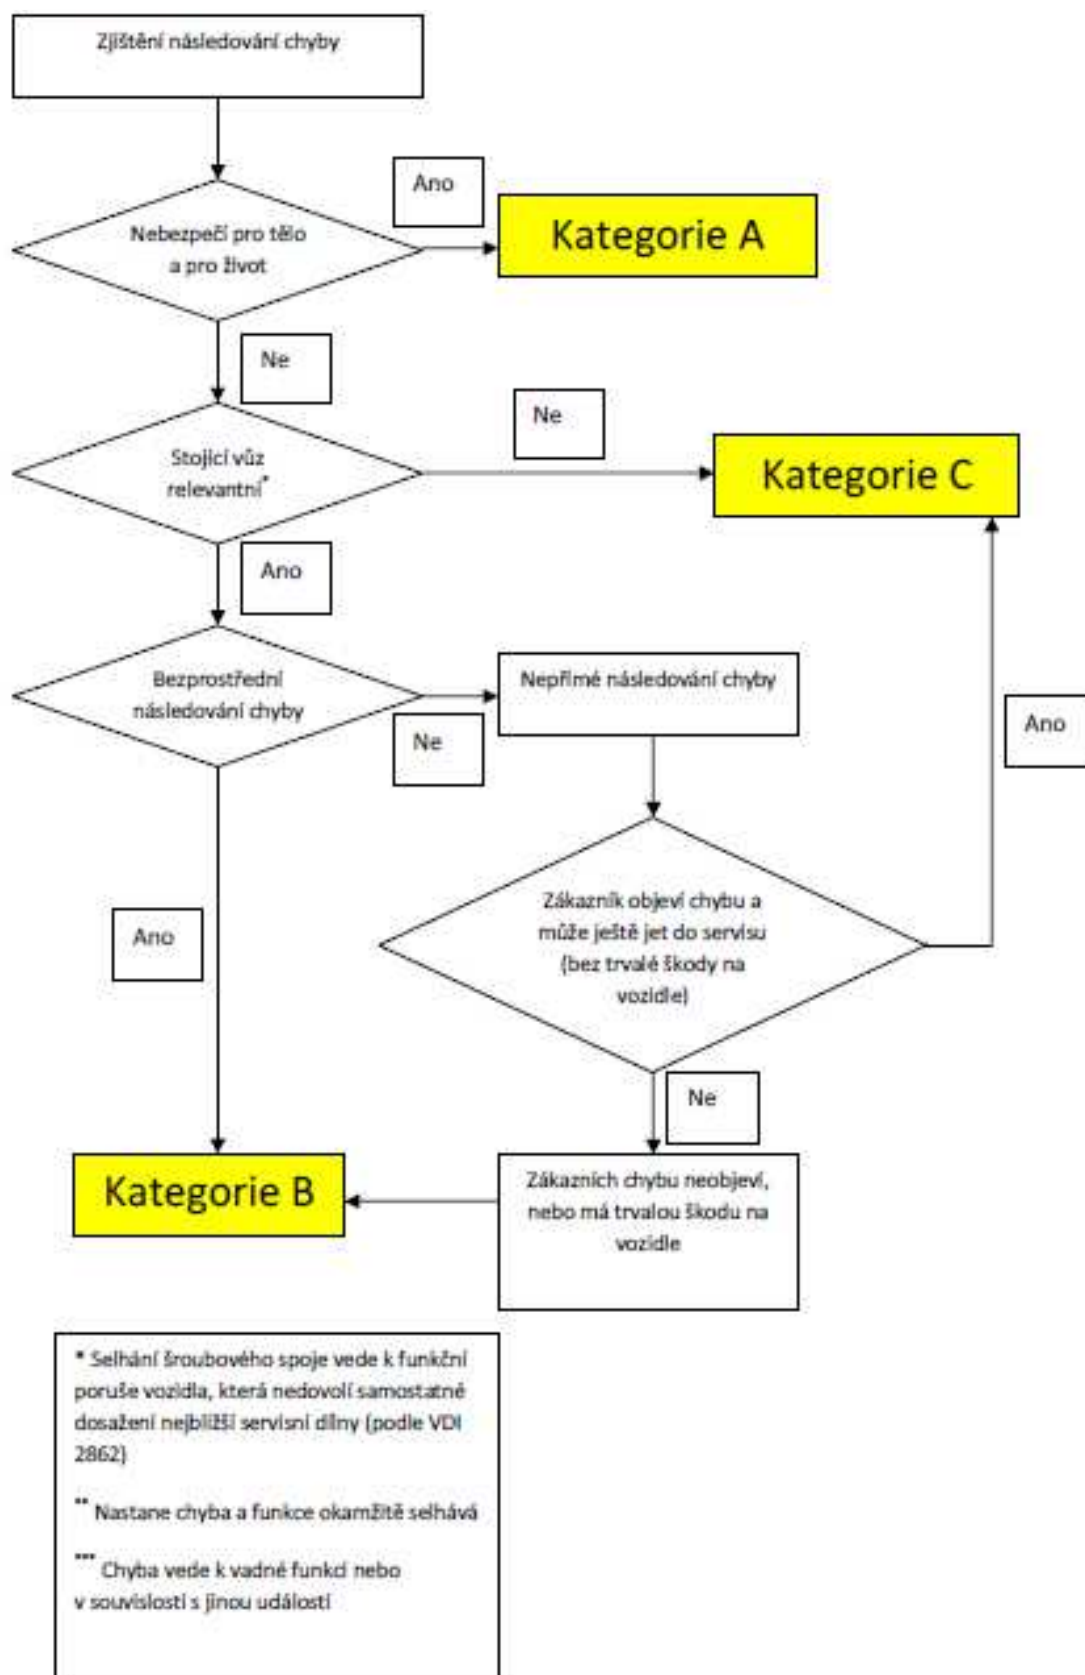 Zjištění následování chyby
Ano
Kategorie A
Nebezpečí pro tělo
a pro život
Ne
Ne
Stojící vůz
relevantní*
Kategorie C
Ano
Bezprostřední
následování chyby
Nepřímé následování chyby
Ne
Ano
Zákazník objeví chybu a
může ještě jet do servisu
(bez trvalé škody na
vozidle)
Ano
Ne
Kategorie B
Zákazních chybu neobjeví,
nebo má trvalou škodu na
vozidle
* Selhání šroubového spoje vede k funkční
poruše vozidla, která nedovolí samostatné
dosažení nejbližší servisní dílny (podle VDI
2862)
** Nastane chyba a funkce okamžitě selhává
*** Chyba vede k vadné funkci nebo
v souvislosti s jinou událostí